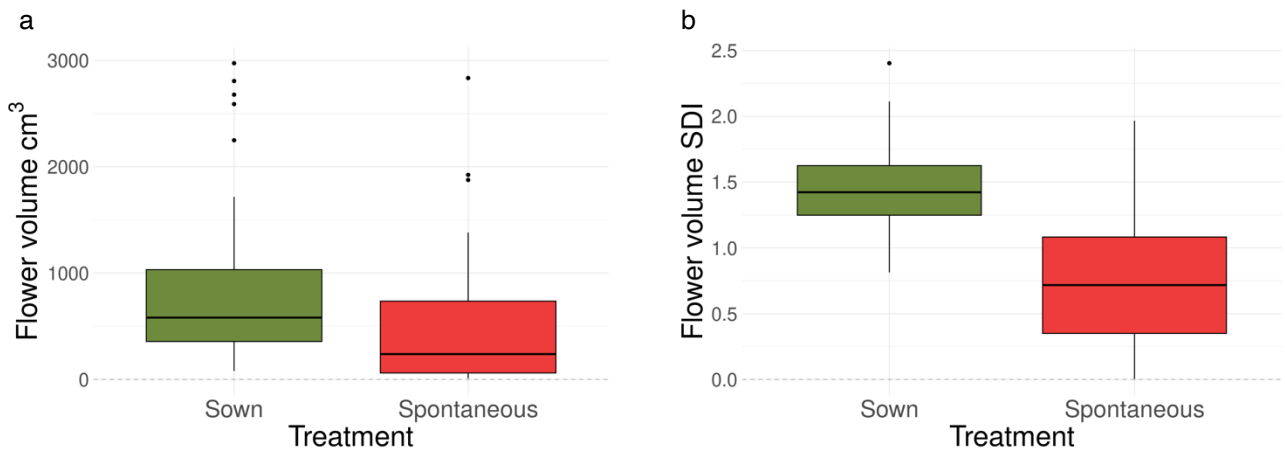 a
Flower volume cm³
3000
2000
1000
0
Sown Spontaneous
Treatment
b
Flower volume SDI
2.5
2.0
1.5
1.0
0.5
0.0
Sown Spontaneous
Treatment